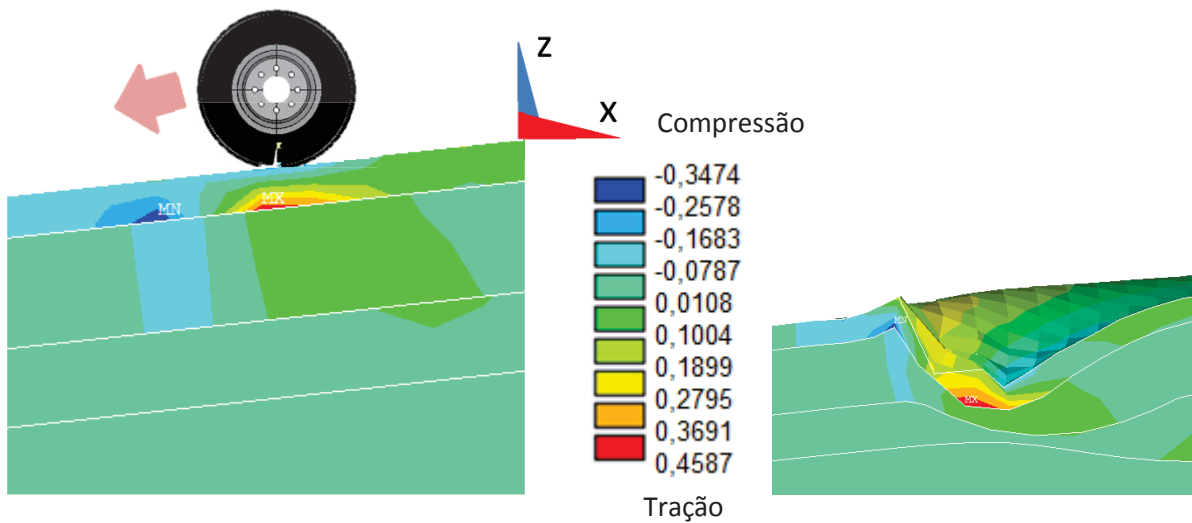 Z
X
Compressão
-0,3474
-0,2578
-0,1683
-0,0787
0,0108
0,1004
0,1899
0,2795
0,3691
0,4587
Tração
MN
MX
MN
MX